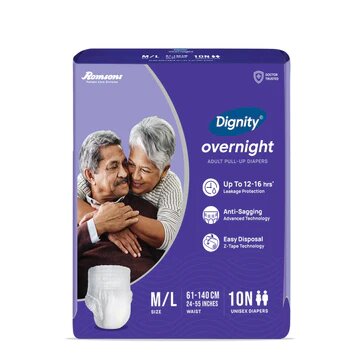 Romsons
DOCTOR
TRUSTED
Dignity®
overnight
ADULT PULL-UP DIAPERS
Up To 12-16 hrs*
Leakage Protection
Anti-Sagging
Advanced Technology
Easy Disposal
Z-Tape Technology
M/L
SIZE
61-140 CM
24-55 INCHES
WAIST
10N
UNISEX DIAPERS